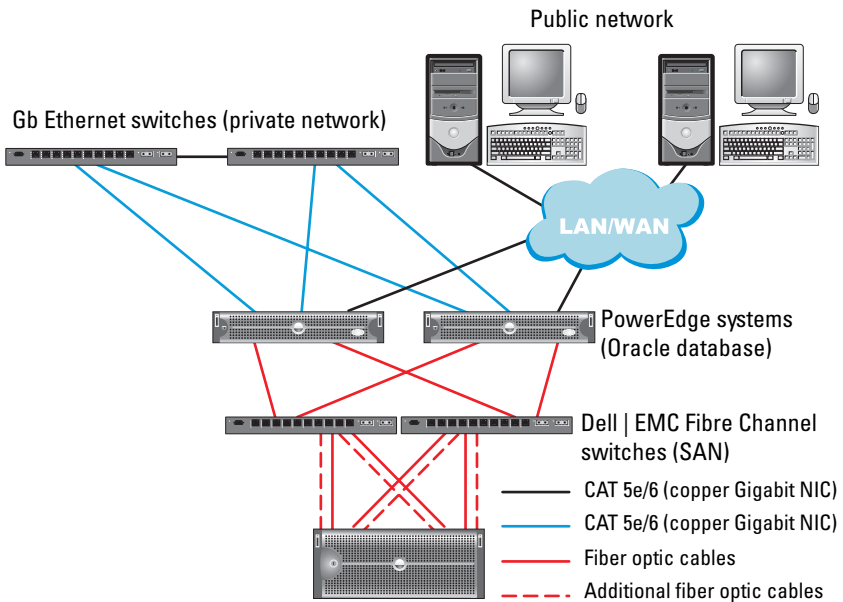 Public network
Gb Ethernet switches (private network)
LAN/WAN
PowerEdge systems
(Oracle database)
Dell | EMC Fibre Channel
switches (SAN)
CAT 5e/6 (copper Gigabit NIC)
CAT 5e/6 (copper Gigabit NIC)
Fiber optic cables
Additional fiber optic cables